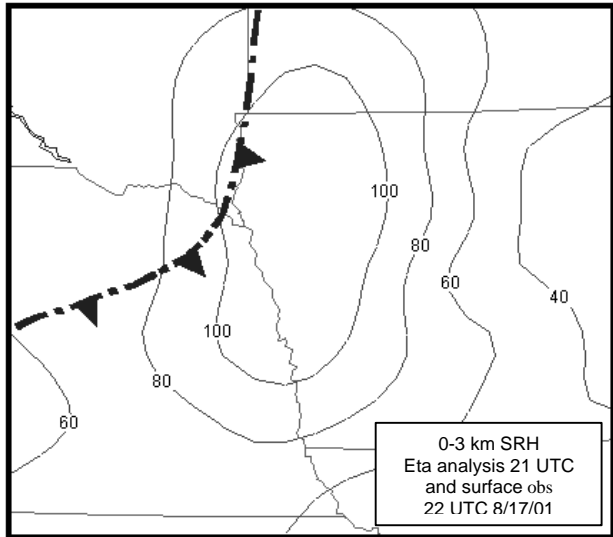 100
80
60
40
100
80
60
0-3 km SRH
Eta analysis 21 UTC
and surface obs
22 UTC 8/17/01